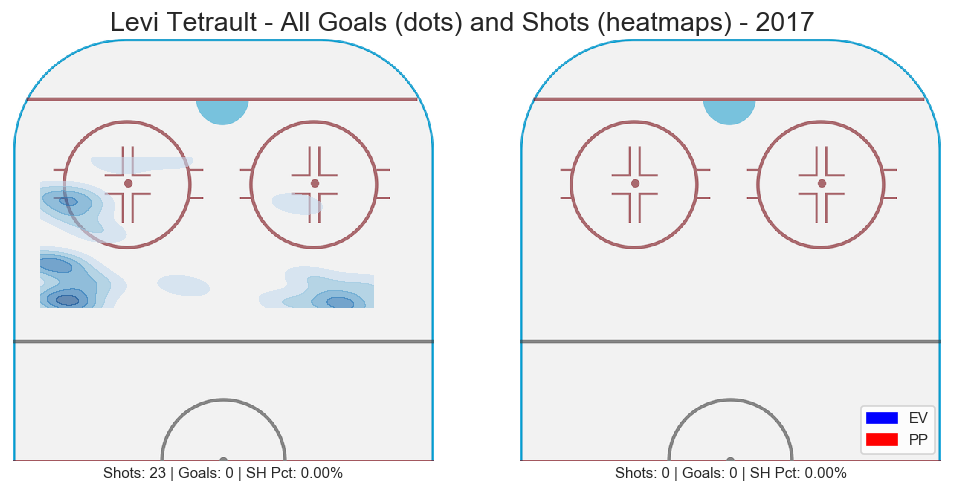 Levi Tetrault - All Goals (dots) and Shots (heatmaps) - 2017
EV
PP
Shots: 23 | Goals: 0 | SH Pct: 0.00%
Shots: 0 | Goals: 0 | SH Pct: 0.00%